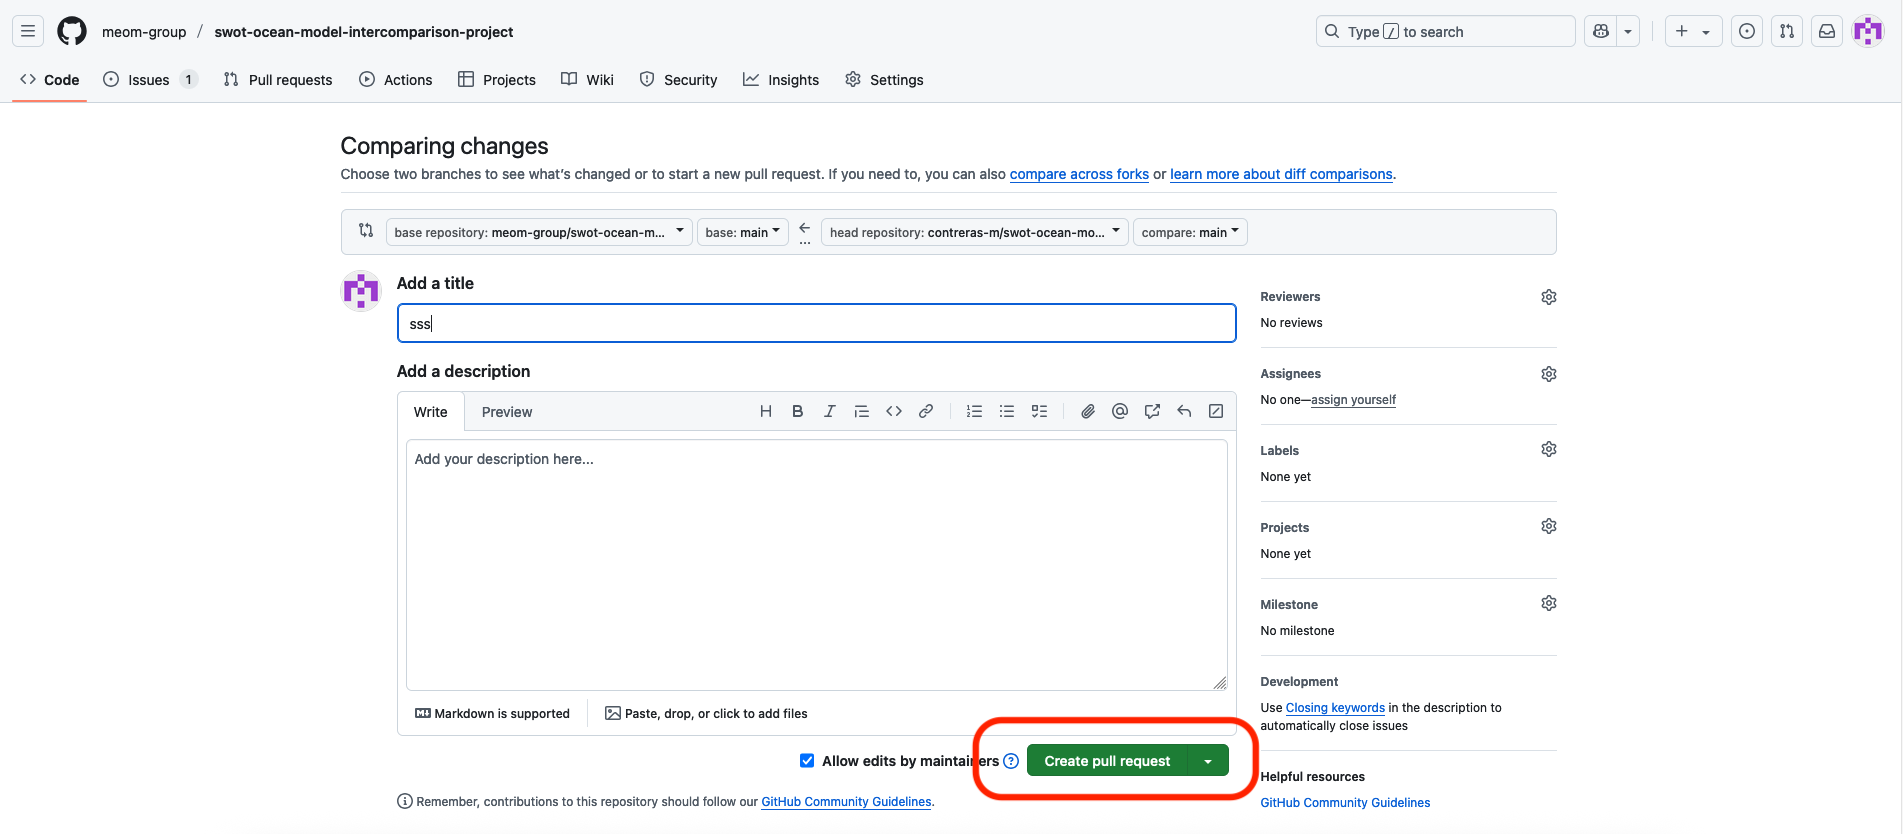 meom-group / swot-ocean-model-intercomparison-project
Type / to search
Code
Issues 1
Pull requests
Actions
Projects
Wiki
Security
Insights
Settings
Comparing changes
Choose two branches to see what's changed or to start a new pull request. If you need to, you can also compare across forks or learn more about diff comparisons.
base repository: meom-group/swot-ocean-m...
base: main
head repository: contreras-m/swot-ocean-mo...
compare: main
Add a title
sss
Add a description
Write
Preview
Add your description here...
Markdown is supported
Paste, drop, or click to add files
Allow edits by maintainers
Create pull request
Remember, contributions to this repository should follow our GitHub Community Guidelines.
Reviewers
No reviews
Assignees
No one—assign yourself
Labels
None yet
Projects
None yet
Milestone
No milestone
Development
Use Closing keywords in the description to
automatically close issues
Helpful resources
GitHub Community Guidelines